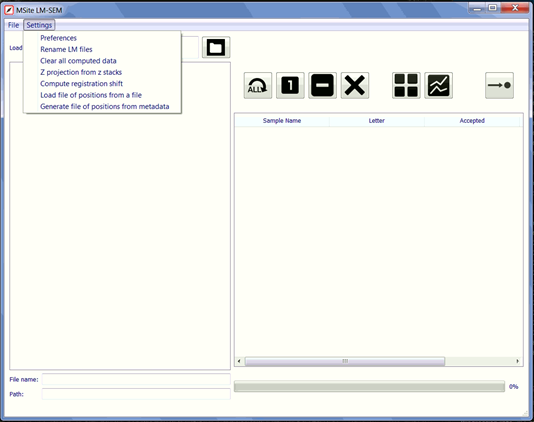 MSite LM-SEM
File Settings
Load
Preferences
Rename LM files
Clear all computed data
Z projection from z stacks
Compute registration shift
Load file of positions from a file
Generate file of positions from metadata
ALL 1
Sample Name Letter Accepted
File name:
Path:
0%